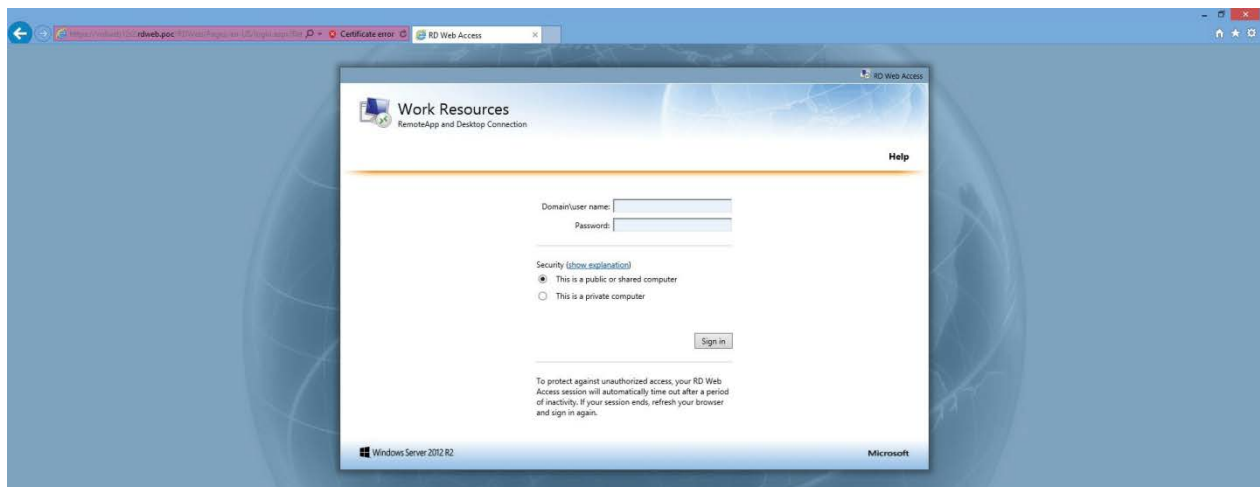 rdweb.poc
Certificate error
RD Web Access
RD Web Access
Work Resources
RemoteApp and Desktop Connection
Help
Domain\user name:
Password:
Security (show explanation)
This is a public or shared computer
This is a private computer
Sign in
To protect against unauthorized access, your RD Web
Access session will automatically time out after a period
of inactivity. If your session ends, refresh your browser
and sign in again.
Windows Server 2012 R2
Microsoft